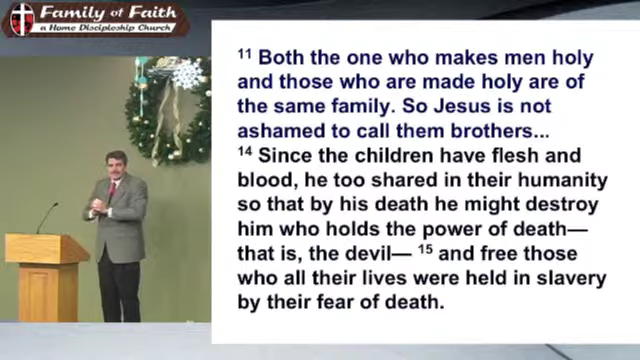 Family of Faith
a Home Discipleship Church
11 Both the one who makes men holy
and those who are made holy are of
the same family. So Jesus is not
ashamed to call them brothers...
14 Since the children have flesh and
blood, he too shared in their humanity
so that by his death he might destroy
him who holds the power of death—
that is, the devil— 15 and free those
who all their lives were held in slavery
by their fear of death.